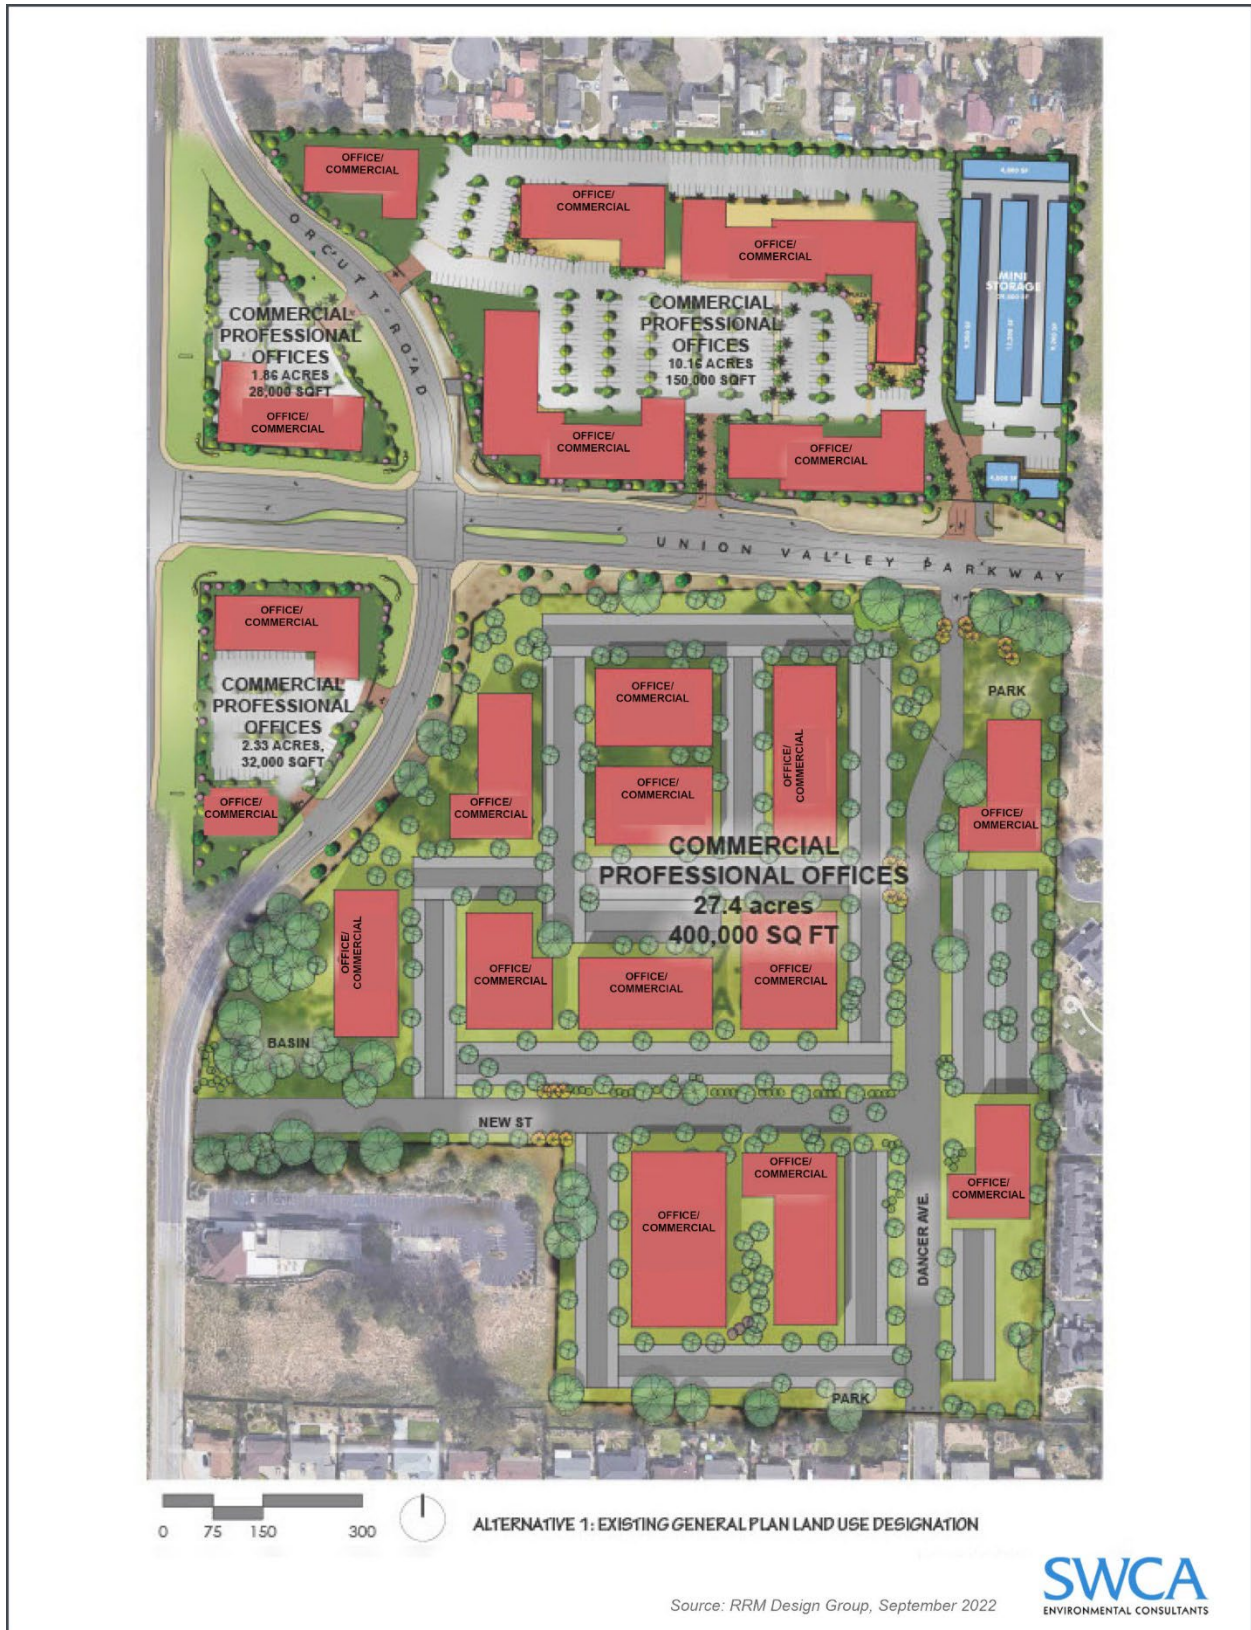 OFFICE/
COMMERCIAL
OFFICE/
COMMERCIAL
OFFICE/
COMMERCIAL
4,800 SF
ORCUTT ROAD
COMMERCIAL
PROFESSIONAL
OFFICES
1.86 ACRES
28,000 SQFT
OFFICE/
COMMERCIAL
COMMERCIAL
PROFESSIONAL
OFFICES
10.16 ACRES
150,000 SQFT
PLAZA
MINI
STORAGE
OFFICE/
COMMERCIAL
OFFICE/
COMMERCIAL
UNION VALLEY PARKWAY
OFFICE/
COMMERCIAL
COMMERCIAL
PROFESSIONAL
OFFICES
2.33 ACRES,
32,000 SQFT
OFFICE/
COMMERCIAL
OFFICE/
COMMERCIAL
OFFICE/
COMMERCIAL
OFFICE/
COMMERCIAL
OFFICE/
COMMERCIAL
PARK
OFFICE/
OMMERCIAL
COMMERCIAL
PROFESSIONAL OFFICES
27.4 acres
400,000 SQ FT
OFFICE/
COMMERCIAL
OFFICE/
COMMERCIAL
OFFICE/
COMMERCIAL
OFFICE/
COMMERCIAL
BASIN
NEW ST
OFFICE/
COMMERCIAL
OFFICE/
COMMERCIAL
OFFICE/
COMMERCIAL
DANCER AVE.
PARK
0 75 150 300
ALTERNATIVE 1: EXISTING GENERAL PLAN LAND USE DESIGNATION
Source: RRM Design Group, September 2022
SWCA
ENVIRONMENTAL CONSULTANTS